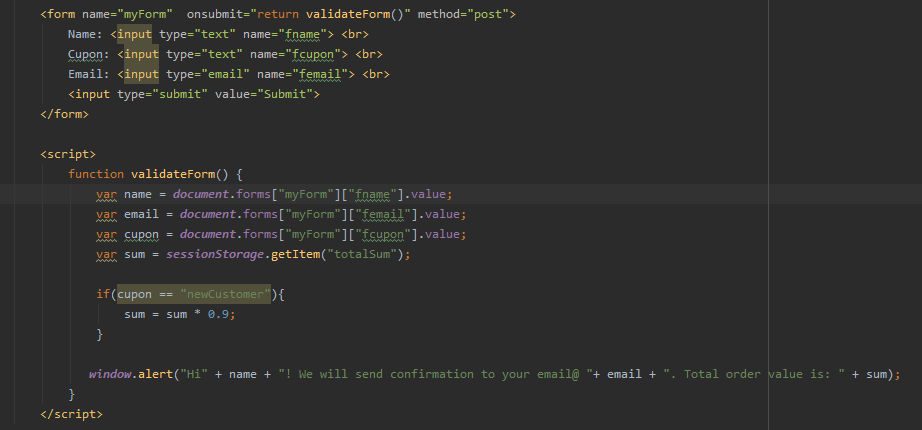 <form name="myForm"  onsubmit="return validateForm()" method="post">
    Name: <input type="text" name="fname"> <br>
    Cupon: <input type="text" name="fcupon"> <br>
    Email: <input type="email" name="femail"> <br>
    <input type="submit" value="Submit">
</form>

<script>
    function validateForm() {
        var name = document.forms["myForm"]["fname"].value;
        var email = document.forms["myForm"]["femail"].value;
        var cupon = document.forms["myForm"]["fcupon"].value;
        var sum = sessionStorage.getItem("totalSum");

        if(cupon == "newCustomer"){
            sum = sum * 0.9;
        }

       window.alert("Hi" + name + "! We will send confirmation to your email@ "+ email + ". Total order value is: " + sum);
    }
</script>